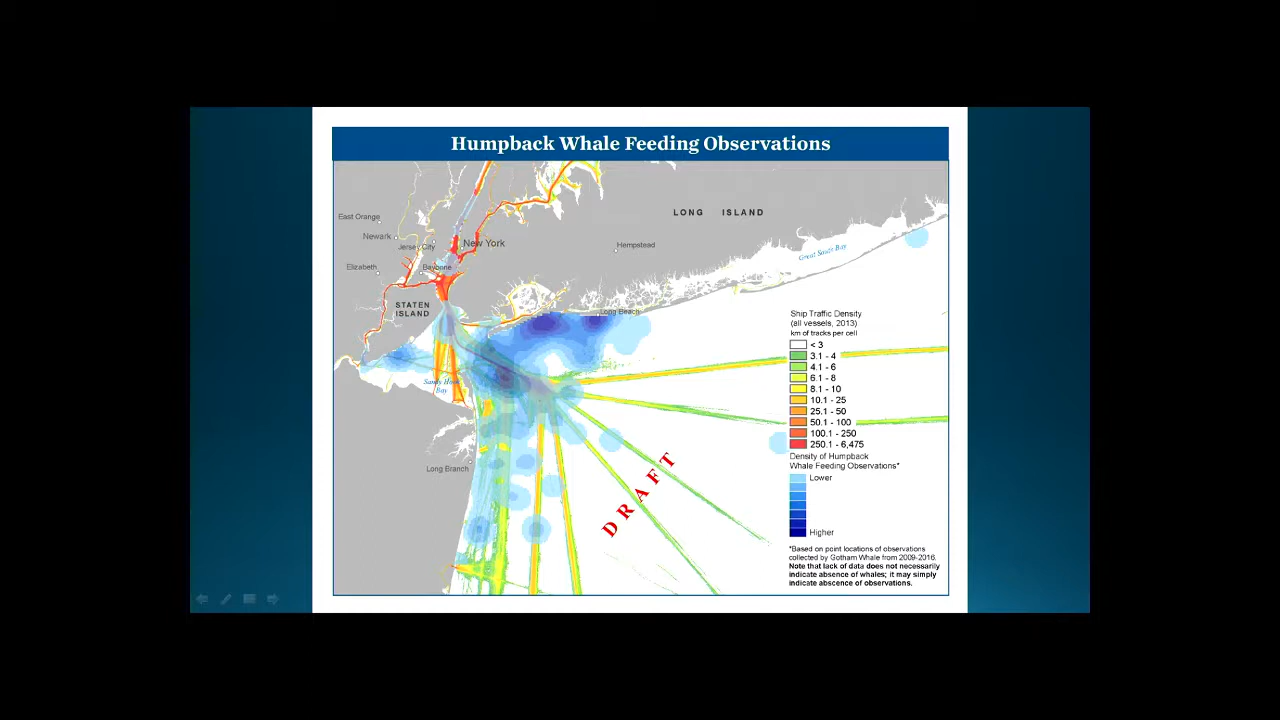 Humpback Whale Feeding Observations
LONG ISLAND
East Orange
Newark
Jersey City
New York
Hempstead
Great South Bay
Elizabeth
Bayonne
STATEN
ISLAND
Long Beach
Sandy Hook
Bay
Long Branch
DRAFT
Ship Traffic Density
(all vessels, 2013)
km of tracks per cell
< 3
3.1 - 4
4.1 - 6
6.1 - 8
8.1 - 10
10.1 - 25
25.1 - 50
50.1 - 100
100.1 - 250
250.1 - 6,475
Density of Humpback
Whale Feeding Observations*
Lower
Higher
*Based on point locations of observations
collected by Gotham Whale from 2009-2016.
Note that lack of data does not necessarily
indicate absence of whales; it may simply
indicate abscence of observations.